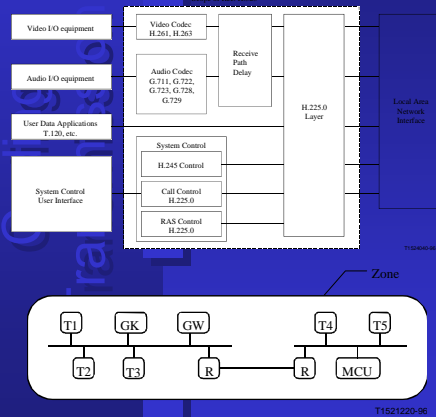 Video I/O equipment
Video Codec
H.261, H.263
Receive
Path
Delay
H.225.0
Layer
Local Area
Network
Interface
Audio I/O equipment
Audio Codec
G.711, G.722,
G.723, G.728,
G.729
User Data Applications
T.120, etc.
System Control
System Control
User Interface
H.245 Control
Call Control
H.225.0
RAS Control
H.225.0
T1524040-96
Zone
T1
GK
GW
T4
T5
T2
T3
R
R
MCU
T1521220-96